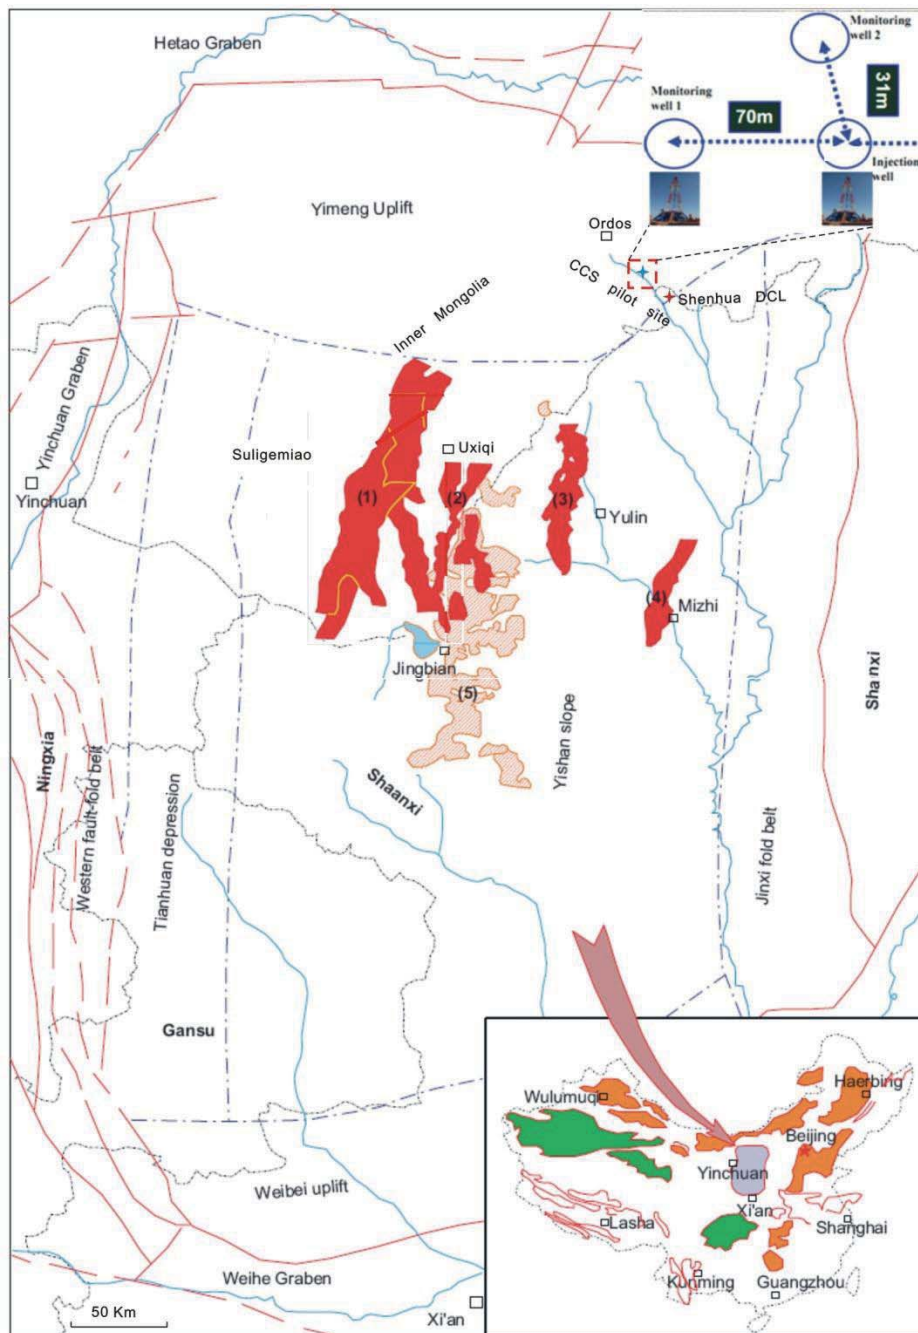 Hetao Graben
Monitoring
well 2
Monitoring
well 1
70m
31m
Injection
well
Yimeng Uplift
Ordos
CCS pilot site
Shenhua DCL
Inner Mongolia
Yinchuan Graben
Suligemiao
Uxiqi
Yinchuan
(1)
(2)
(3)
Yulin
(4)
Mizhi
Jingbian
(5)
Sha nxi
Ningxia
Western fault-fold belt
Tianhuan depression
Shaanxi
Yishan slope
Jinxi fold belt
Gansu
Weibei uplift
Weihe Graben
Xi'an
50 Km
Wulumuqi
Haerbing
Beijing
Yinchuan
Xi'an
Lasha
Shanghai
Kunming
Guangzhou